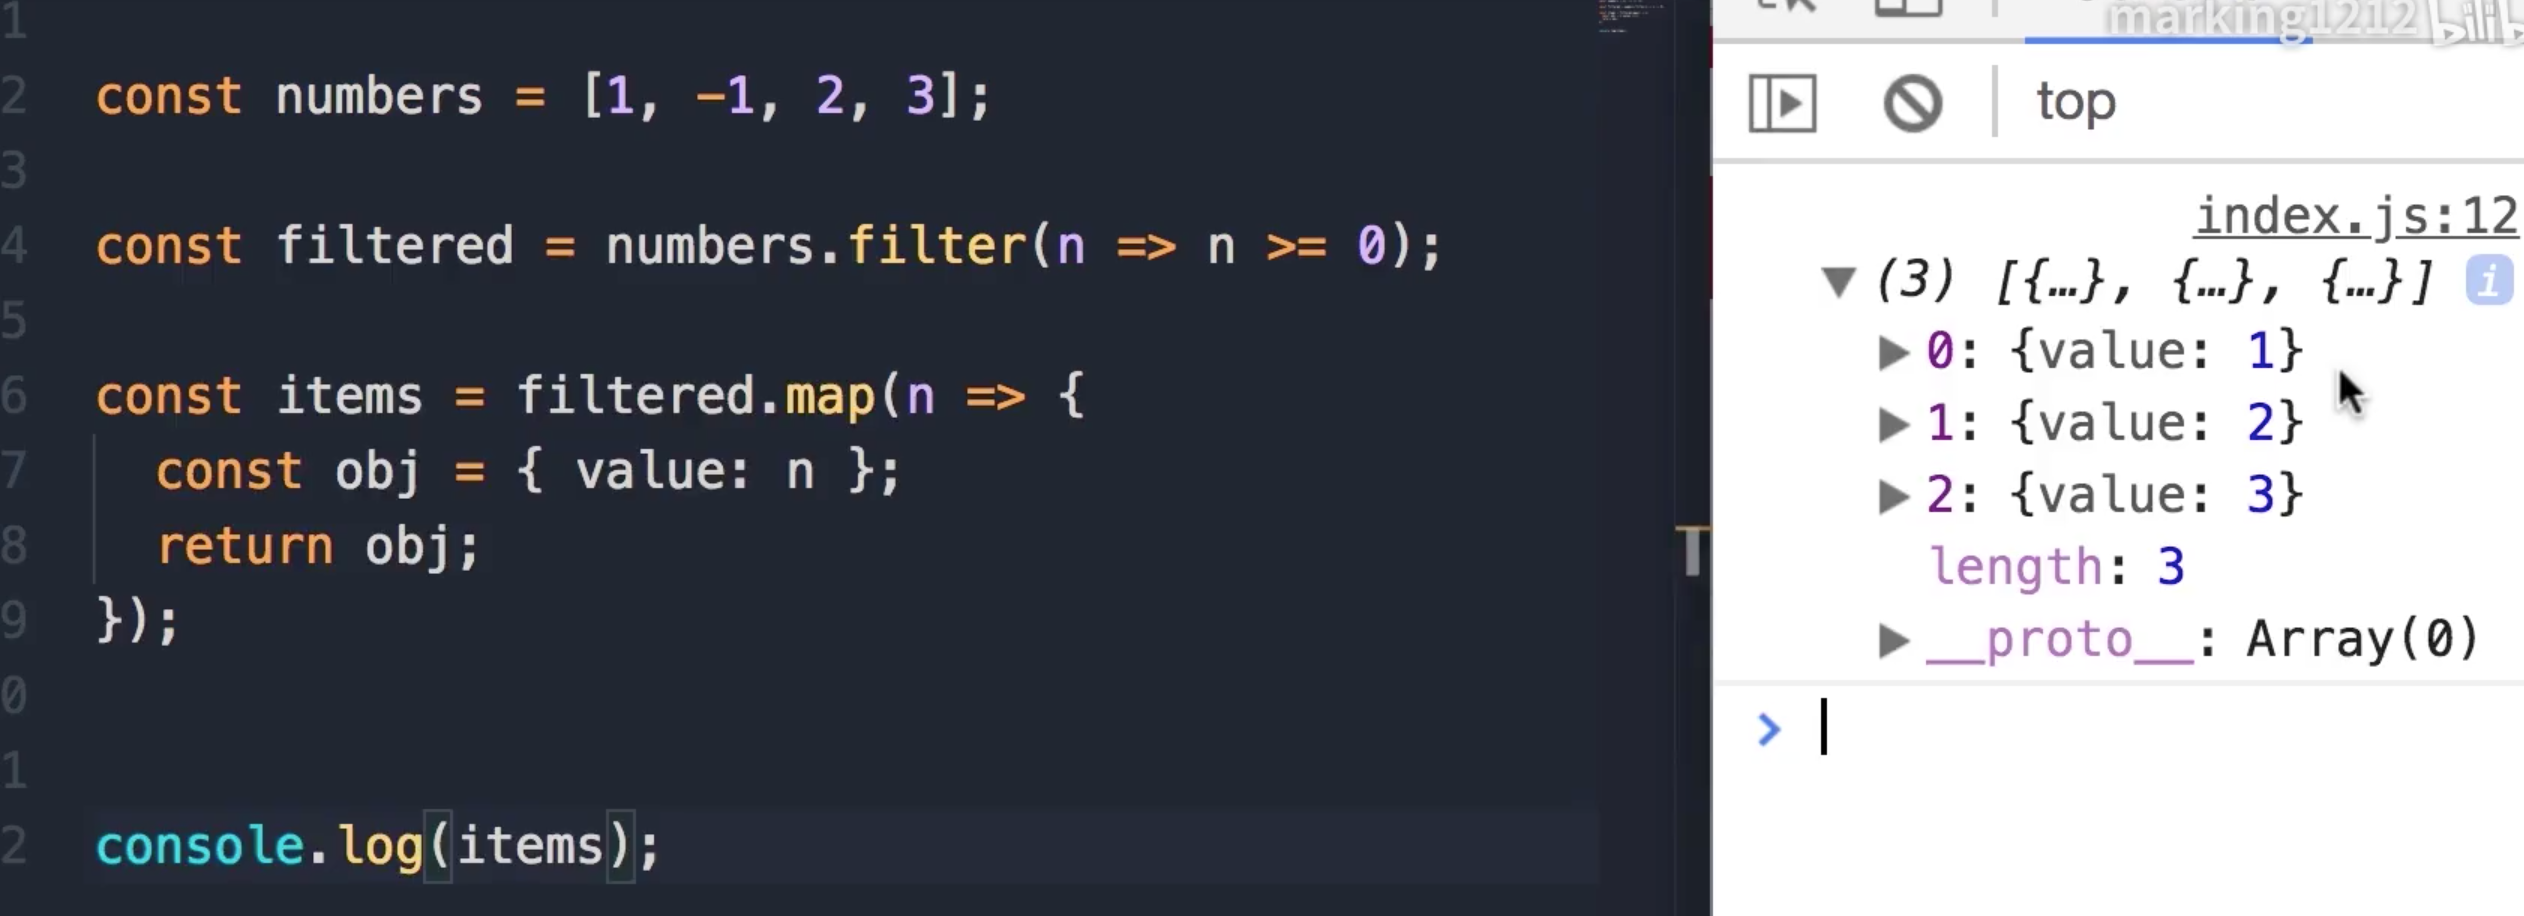 1
2 const numbers = [1, −1, 2, 3];
3
4 const filtered = numbers.filter(n => n >= 0);
5
6 const items = filtered.map(n => {
7 const obj = { value: n };
8 return obj;
9 });
0
1
2 console.log(items);
marking1212 bilib
top
index.js:12
▼ (3) [{…}, {…}, {…}] i
▶ 0: {value: 1}
▶ 1: {value: 2}
▶ 2: {value: 3}
length: 3
▶ __proto__: Array(0)
>